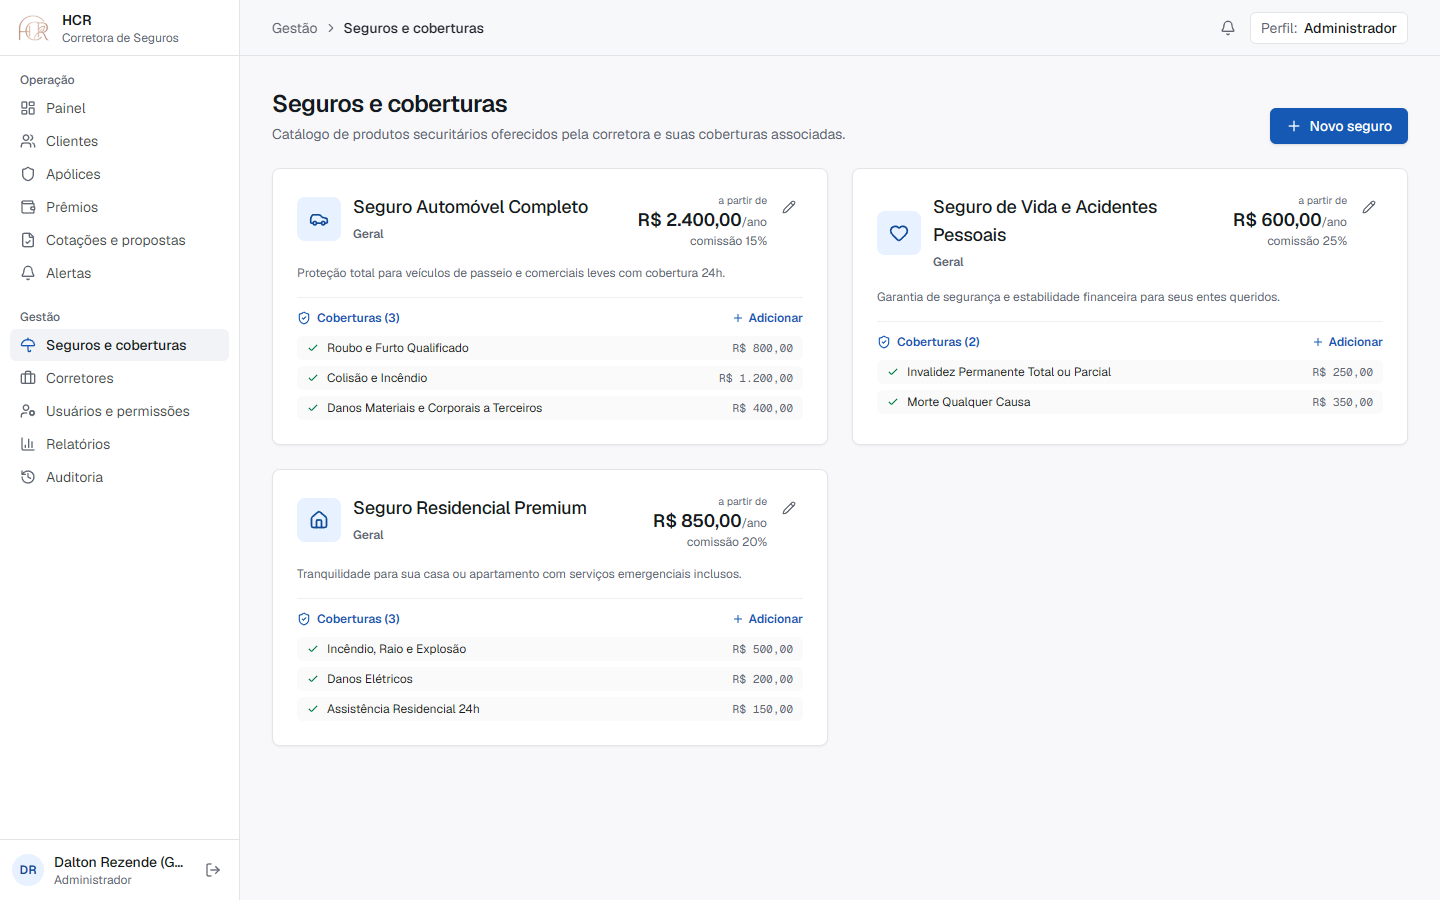 HCR
Corretora de Seguros
Operação
Painel
Clientes
Apólices
Prêmios
Cotações e propostas
Alertas
Gestão
Seguros e coberturas
Corretores
Usuários e permissões
Relatórios
Auditoria
DR
Dalton Rezende (G...
Administrador
Gestão > Seguros e coberturas
Perfil: Administrador
Seguros e coberturas
Catálogo de produtos securitários oferecidos pela corretora e suas coberturas associadas.
+ Novo seguro
Seguro Automóvel Completo
Geral
a partir de
R$ 2.400,00/ano
comissão 15%
Proteção total para veículos de passeio e comerciais leves com cobertura 24h.
Coberturas (3)
+ Adicionar
Roubo e Furto Qualificado R$ 800,00
Colisão e Incêndio R$ 1.200,00
Danos Materiais e Corporais a Terceiros R$ 400,00
Seguro de Vida e Acidentes
Pessoais
Geral
a partir de
R$ 600,00/ano
comissão 25%
Garantia de segurança e estabilidade financeira para seus entes queridos.
Coberturas (2)
+ Adicionar
Invalidez Permanente Total ou Parcial R$ 250,00
Morte Qualquer Causa R$ 350,00
Seguro Residencial Premium
Geral
a partir de
R$ 850,00/ano
comissão 20%
Tranquilidade para sua casa ou apartamento com serviços emergenciais inclusos.
Coberturas (3)
+ Adicionar
Incêndio, Raio e Explosão R$ 500,00
Danos Elétricos R$ 200,00
Assistência Residencial 24h R$ 150,00